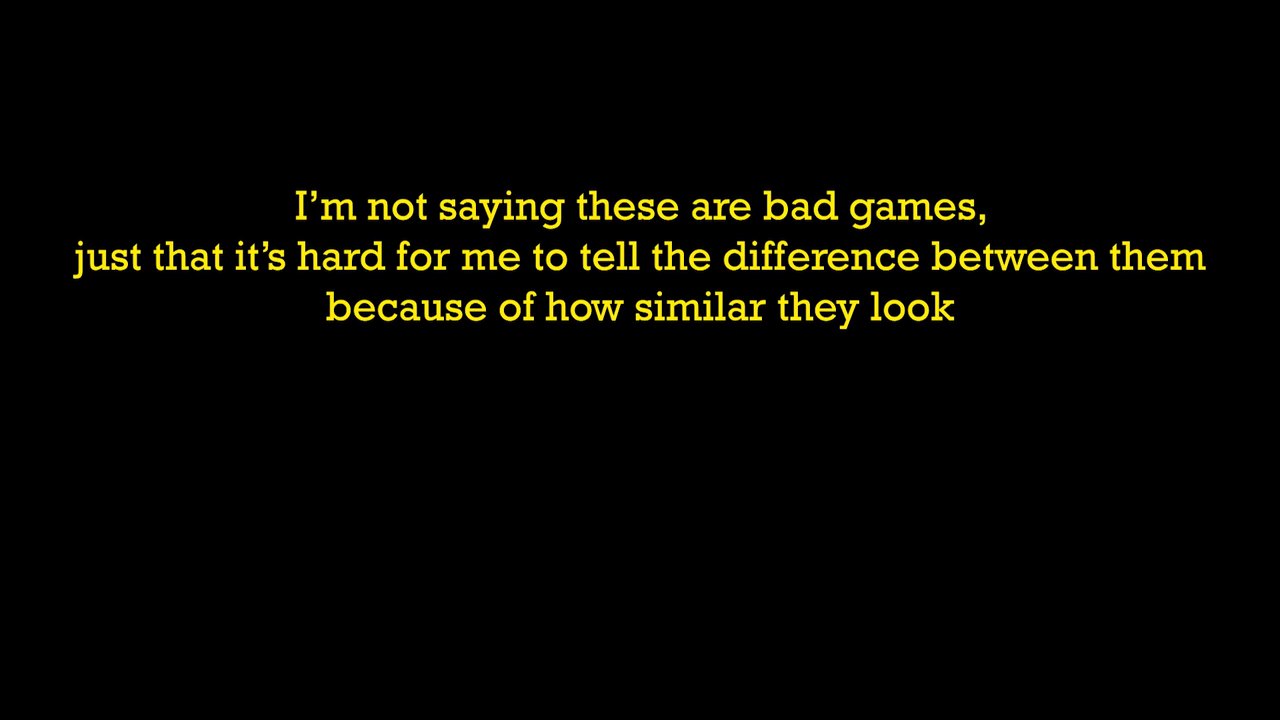 I’m not saying these are bad games,
just that it’s hard for me to tell the difference between them
because of how similar they look